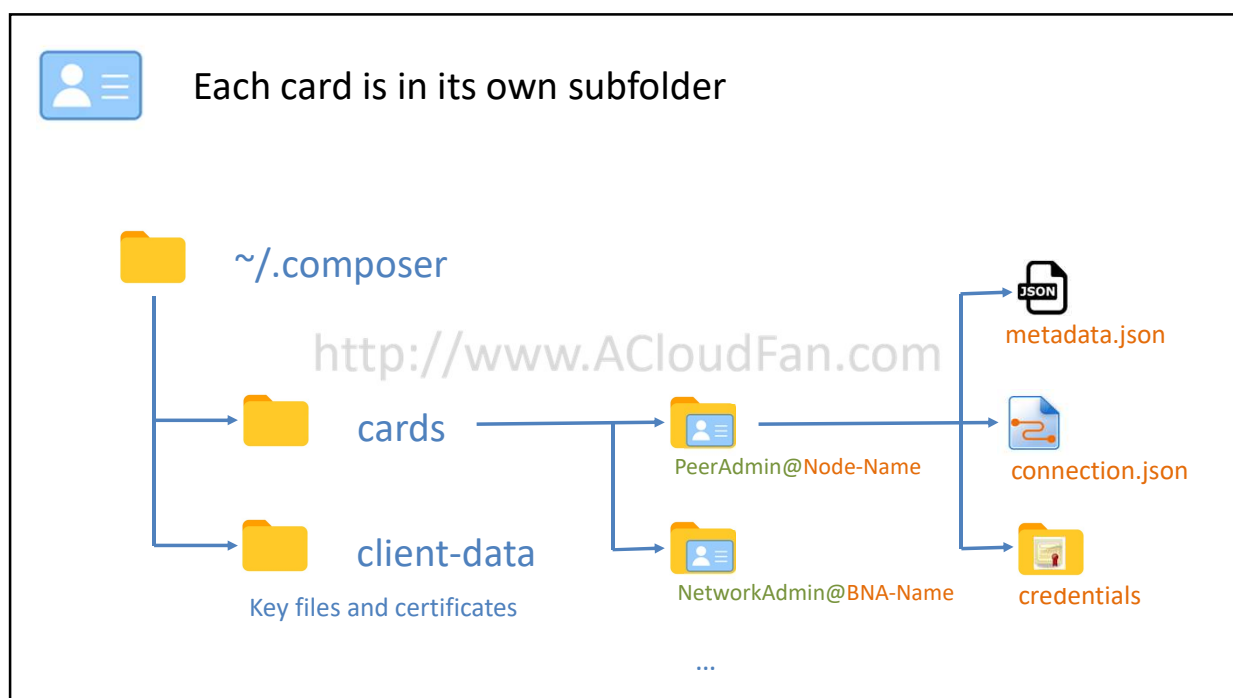 Each card is in its own subfolder
~/.composer
http://www.ACloudFan.com
JSON
metadata.json
cards
PeerAdmin@Node-Name
connection.json
client-data
Key files and certificates
NetworkAdmin@BNA-Name
credentials
...